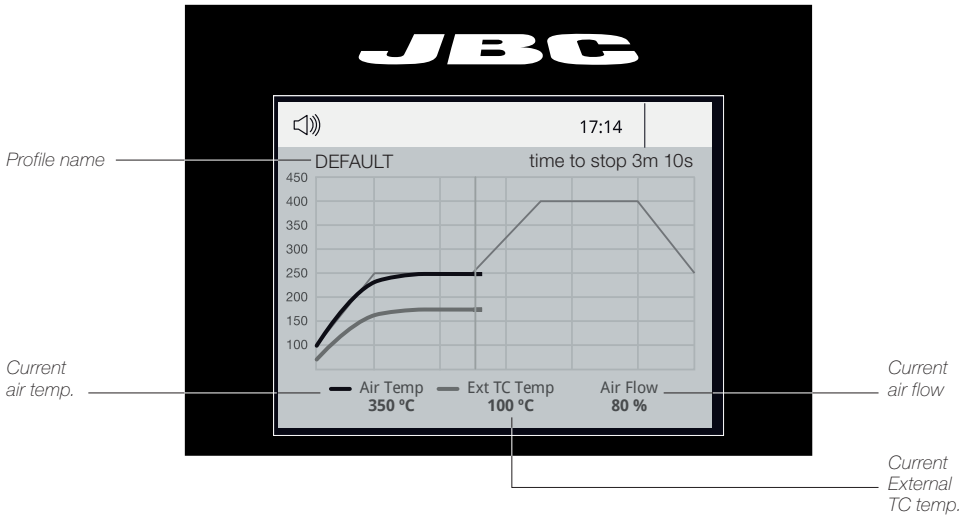 JBC
17:14
Profile name
DEFAULT
time to stop 3m 10s
450
400
350
300
250
200
150
100
Current
air temp.
Air Temp
350 ºC
Ext TC Temp
100 ºC
Air Flow
80 %
Current
air flow
Current
External
TC temp.